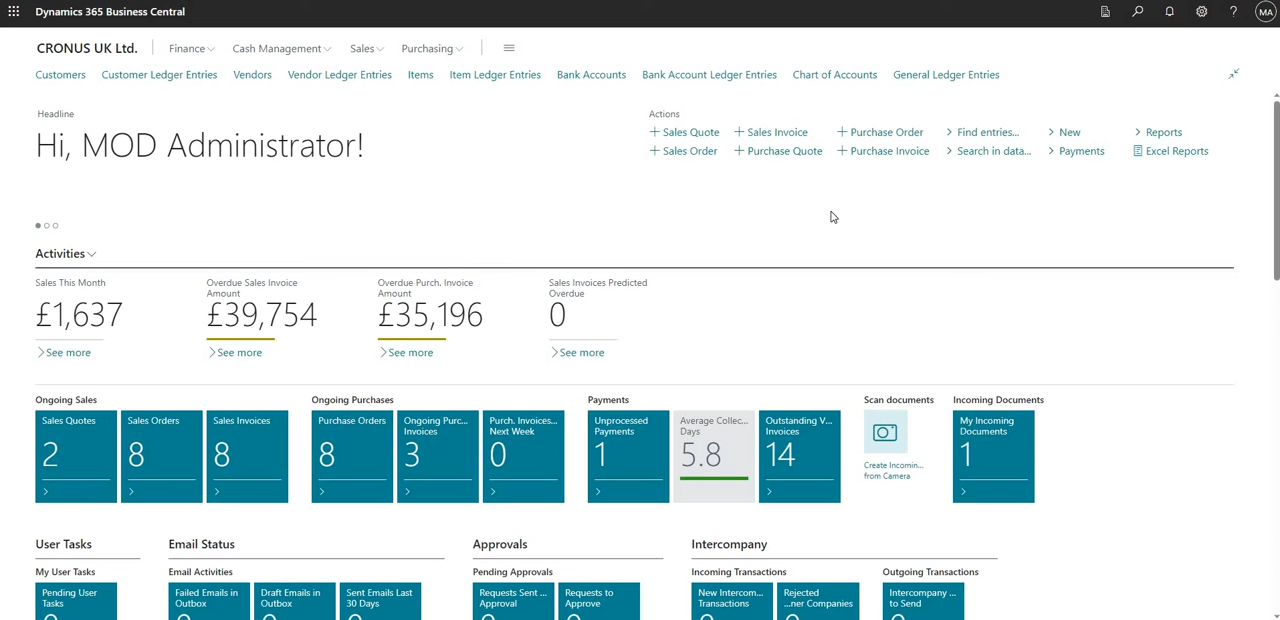 Dynamics 365 Business Central
MA
CRONUS UK Ltd.
Finance
Cash Management
Sales
Purchasing
Customers
Customer Ledger Entries
Vendors
Vendor Ledger Entries
Items
Item Ledger Entries
Bank Accounts
Bank Account Ledger Entries
Chart of Accounts
General Ledger Entries
Headline
Hi, MOD Administrator!
Actions
+ Sales Quote
+ Sales Invoice
+ Purchase Order
> Find entries...
> New
> Reports
+ Sales Order
+ Purchase Quote
+ Purchase Invoice
> Search in data...
> Payments
Excel Reports
Activities
Sales This Month
£1,637
>See more
Overdue Sales Invoice
Amount
£39,754
>See more
Overdue Purch. Invoice
Amount
£35,196
>See more
Sales Invoices Predicted
Overdue
0
>See more
Ongoing Sales
Sales Quotes
2
Sales Orders
8
Sales Invoices
8
Ongoing Purchases
Purchase Orders
8
Ongoing Purc...
Invoices
3
Purch. Invoices...
Next Week
0
Payments
Unprocessed
Payments
1
Average Collec...
Days
5.8
Outstanding V...
Invoices
14
Scan documents
Create Incomin...
from Camera
Incoming Documents
My Incoming
Documents
1
User Tasks
My User Tasks
Pending User
Tasks
Email Status
Email Activities
Failed Emails in
Outbox
Draft Emails in
Outbox
Sent Emails Last
30 Days
Approvals
Pending Approvals
Requests Sent ...
Approval
Requests to
Approve
Intercompany
Incoming Transactions
New Intercom...
Transactions
Rejected
...ner Companies
Outgoing Transactions
Intercompany ...
to Send